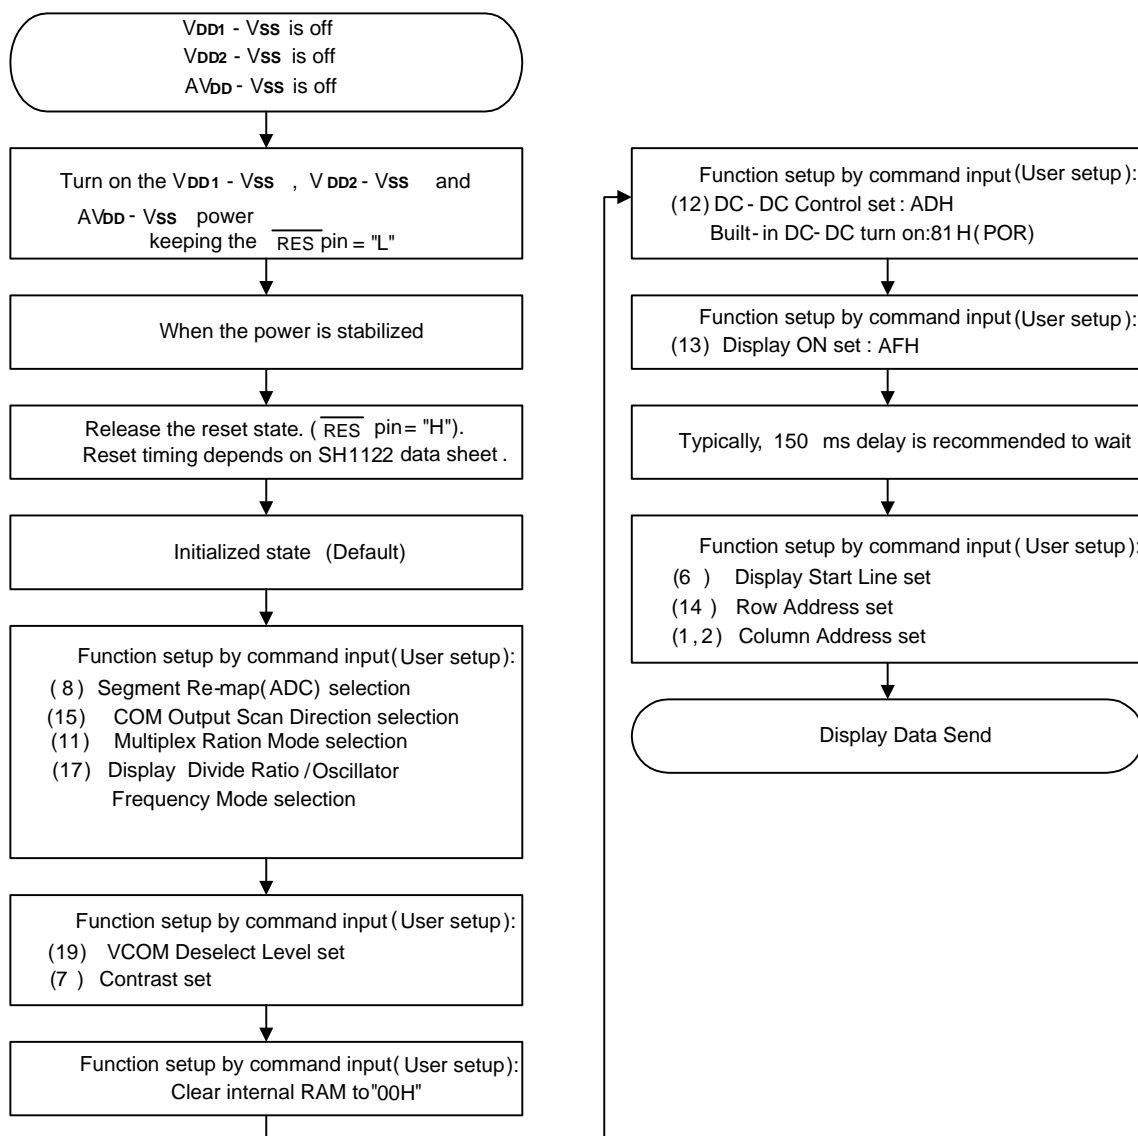 VDD1 - VSS is off
VDD2 - VSS is off
AVDD - VSS is off
Turn on the VDD1 - VSS , VDD2 - VSS and
AVDD - VSS power
keeping the RES pin = "L"
When the power is stabilized
Release the reset state. (RES pin = "H").
Reset timing depends on SH1122 data sheet.
Initialized state (Default)
Function setup by command input (User setup):
(8) Segment Re-map(ADC) selection
(15) COM Output Scan Direction selection
(11) Multiplex Ration Mode selection
(17) Display Divide Ratio /Oscillator
Frequency Mode selection
Function setup by command input (User setup):
(19) VCOM Deselect Level set
(7) Contrast set
Function setup by command input (User setup):
Clear internal RAM to "00H"
Function setup by command input (User setup):
(12) DC-DC Control set : ADH
Built-in DC-DC turn on:81H(POR)
Function setup by command input (User setup):
(13) Display ON set : AFH
Typically, 150 ms delay is recommended to wait
Function setup by command input (User setup):
(6) Display Start Line set
(14) Row Address set
(1,2) Column Address set
Display Data Send